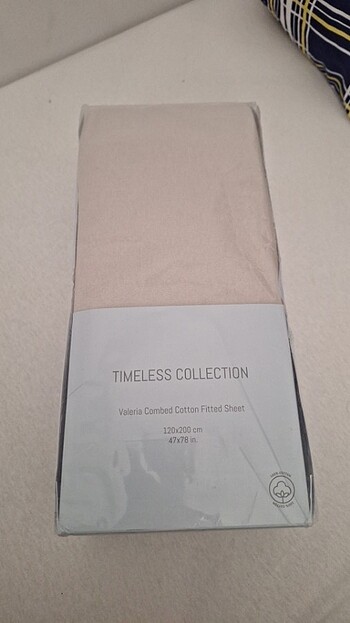 TIMELESS COLLECTION
Valeria Combed Cotton Fitted Sheet
120x200 cm
47x78 in.